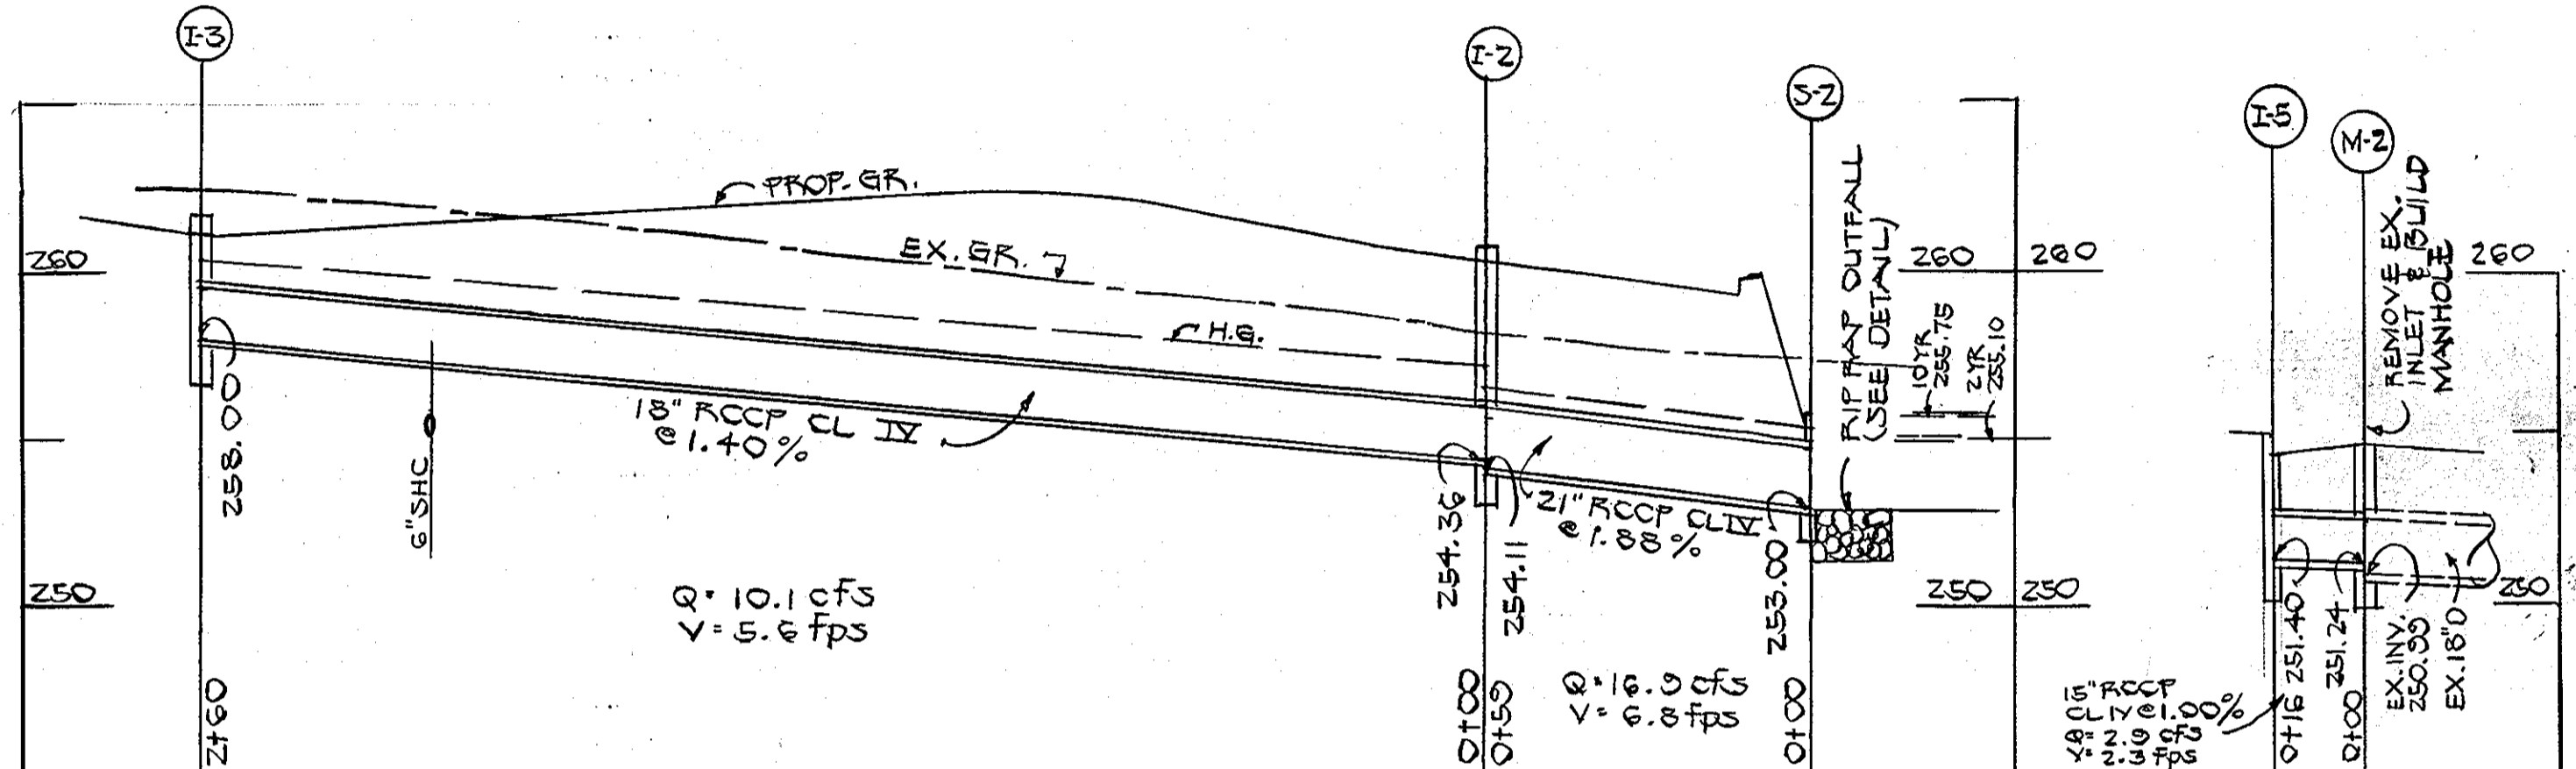 I-3
I-2
S-2
I-5
M-2
PROP. GR.
EX. GR.
H.G.
260
260
260
260
250
250
250
250
258.00
6" SHC
18" RCCP CL IV
@ 1.40%
Q = 10.1 cfs
V = 5.6 fps
2+60
254.36
254.11
21" RCCP CL IV
@ 1.88%
253.00
0+00
0+59
Q = 16.9 cfs
V = 6.8 fps
0+00
RIP RAP OUTFALL
(SEE DETAIL)
10YR
255.75
2YR
255.10
REMOVE EX.
INLET & BUILD
MANHOLE
15" RCCP
CL IV @ 1.00%
Q = 2.9 cfs
V = 2.3 fps
0+16 251.40
251.24
0+00
EX. INV.
250.99
EX. 18"D